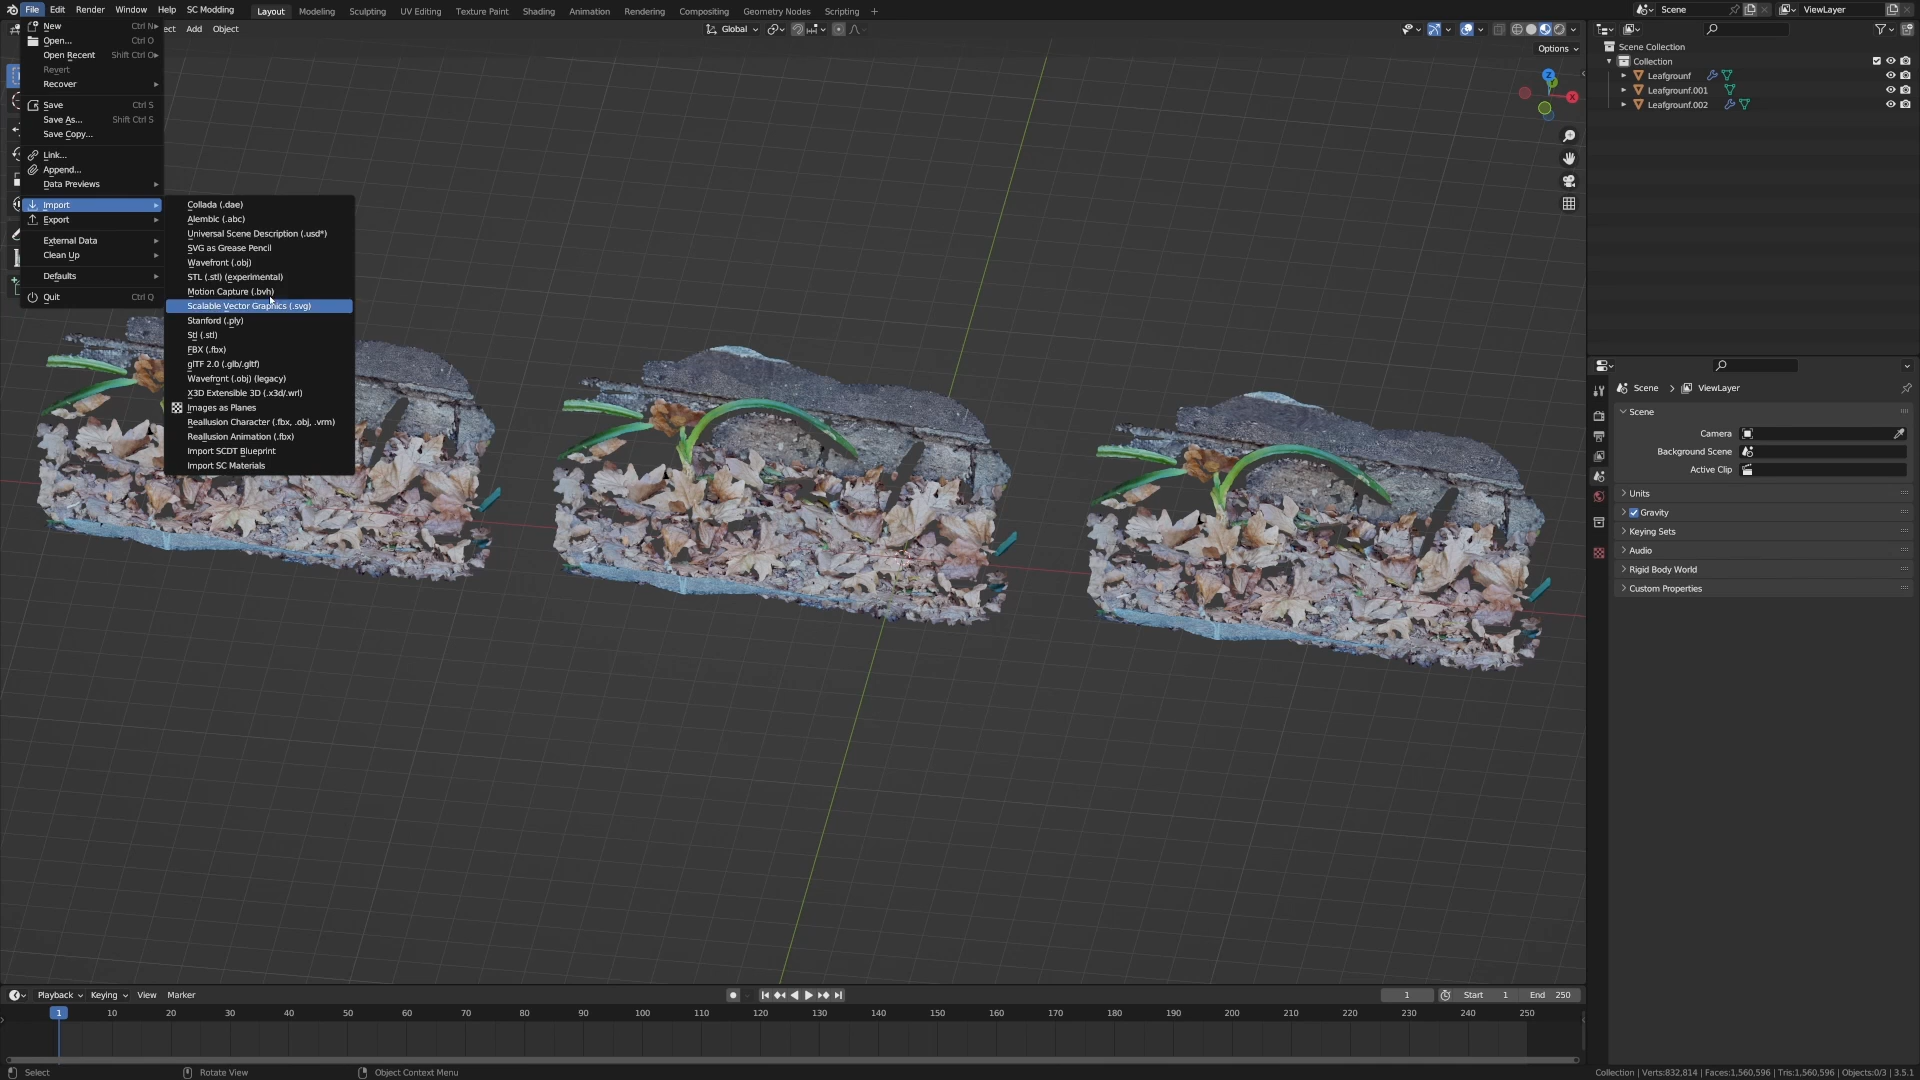 File Edit Render Window Help SC Modding Layout Modeling Sculpting UV Editing Texture Paint Shading Animation Rendering Compositing Geometry Nodes Scripting + Scene ViewLayer
ect Add Object Global
Options
New Ctrl N
Open... Ctrl O
Open Recent Shift Ctrl O
Revert
Recover
Save Ctrl S
Save As... Shift Ctrl S
Save Copy...
Link...
Append...
Data Previews
Import
Export
External Data
Clean Up
Defaults
Quit Ctrl Q
Collada (.dae)
Alembic (.abc)
Universal Scene Description (.usd*)
SVG as Grease Pencil
Wavefront (.obj)
STL (.stl) (experimental)
Motion Capture (.bvh)
Scalable Vector Graphics (.svg)
Stanford (.ply)
Stl (.stl)
FBX (.fbx)
glTF 2.0 (.glb/.gltf)
Wavefront (.obj) (legacy)
X3D Extensible 3D (.x3d/.wrl)
Images as Planes
Reallusion Character (.fbx, .obj, .vrm)
Reallusion Animation (.fbx)
Import SCDT Blueprint
Import SC Materials
Z
Y
X
Scene Collection
Collection
Leafgrounf
Leafgrounf.001
Leafgrounf.002
Scene ViewLayer
Scene
Camera
Background Scene
Active Clip
Units
Gravity
Keying Sets
Audio
Rigid Body World
Custom Properties
Playback Keying View Marker 1 Start 1 End 250
1 10 20 30 40 50 60 70 80 90 100 110 120 130 140 150 160 170 180 190 200 210 220 230 240 250
Select Rotate View Object Context Menu Collection | Verts:832,814 | Faces:1,560,596 | Tris:1,560,596 | Objects:0/3 | 3.5.1